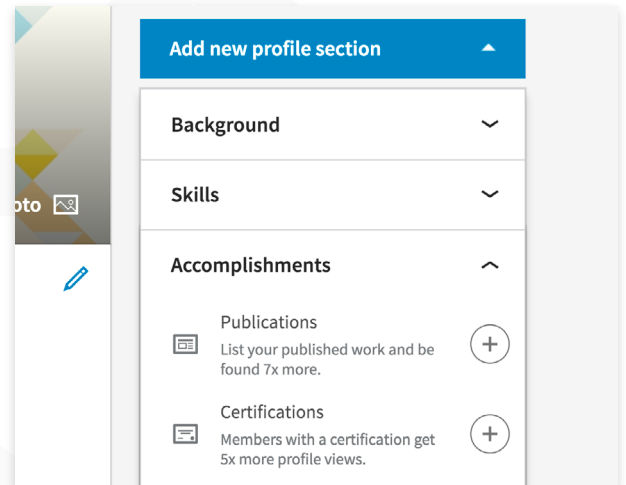 Add new profile section
Background
oto
Skills
Accomplishments
Publications
List your published work and be
found 7x more.
Certifications
Members with a certification get
5x more profile views.